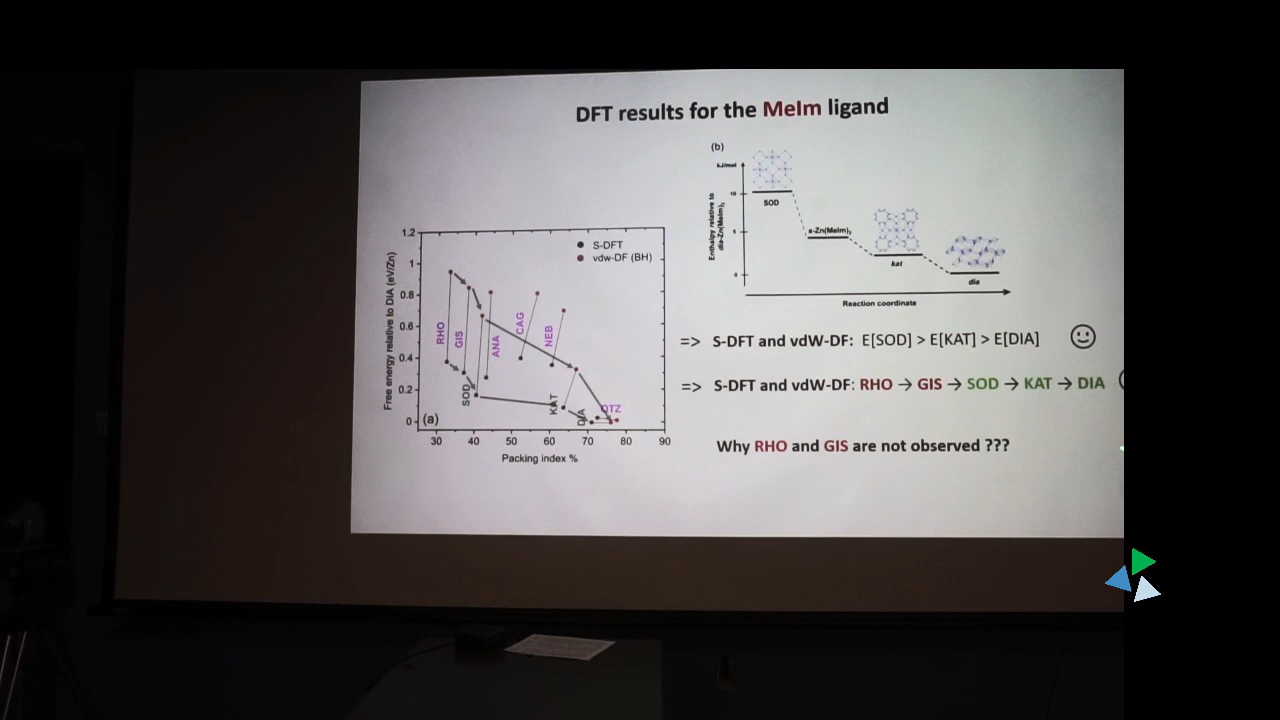 DFT results for the MeIm ligand
(b)
kJ/mol
Enthalpy relative to
dia-Zn(MeIm)₂
10
5
0
SOD
a-Zn(MeIm)₂
kat
dia
Reaction coordinate
1.2
1
0.8
0.6
0.4
0.2
0
Free energy relative to DIA (eV/Zn)
S-DFT
vdw-DF (BH)
RHO
GIS
SOD
ANA
CAG
NEB
KAT
DIA
QTZ
(a)
30 40 50 60 70 80 90
Packing index %
=> S-DFT and vdW-DF: E[SOD] > E[KAT] > E[DIA]
=> S-DFT and vdW-DF: RHO → GIS → SOD → KAT → DIA
Why RHO and GIS are not observed ???